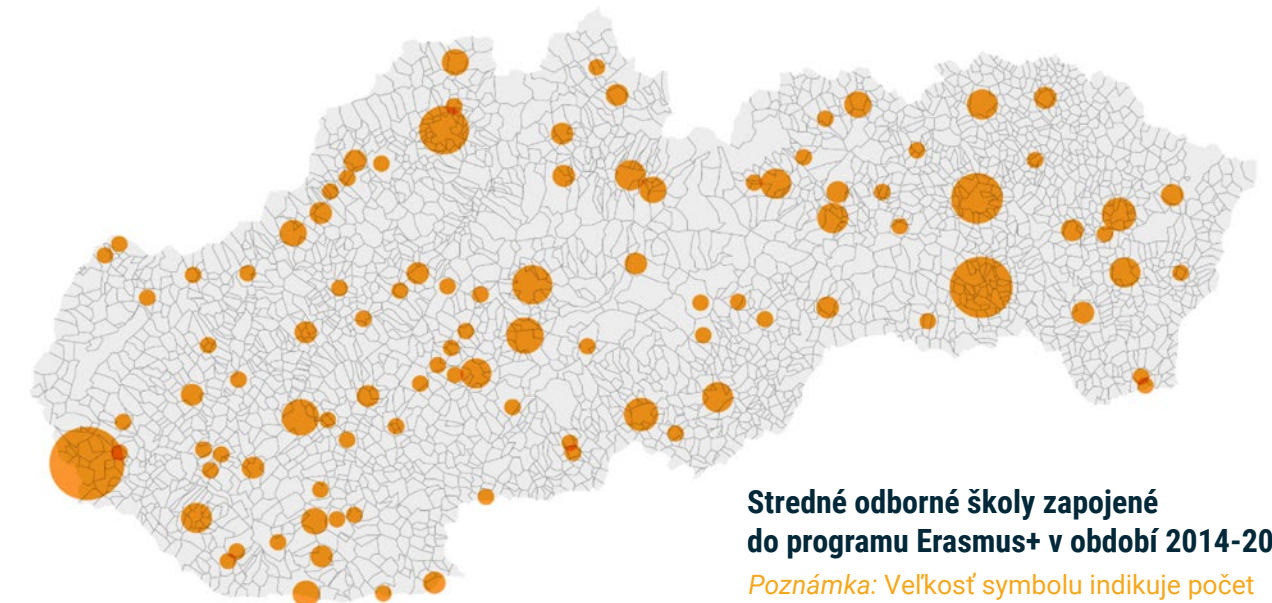 Stredné odborné školy zapojené
do programu Erasmus+ v období 2014-20
Poznámka: Veľkosť symbolu indikuje počet